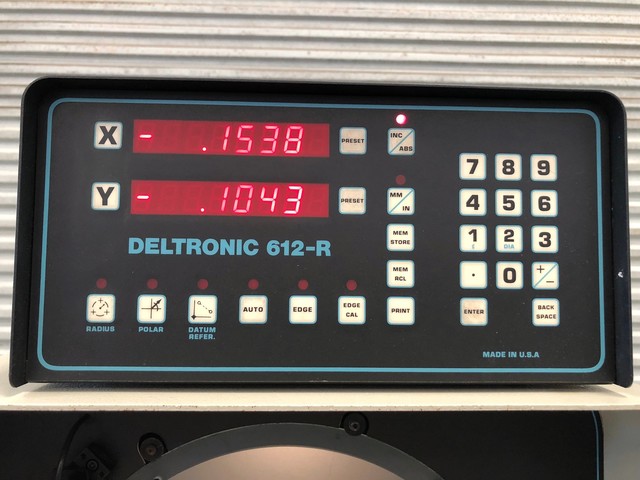 X - .1538 PRESET INC/ABS
Y - .1043 PRESET MM/IN
7 8 9
4 5 6
MEM STORE 1 2 3
DIA
DELTRONIC 612-R
MEM RCL . 0 +/-
AUTO EDGE EDGE CAL PRINT ENTER BACK SPACE
RADIUS POLAR DATUM REFER.
MADE IN U.S.A